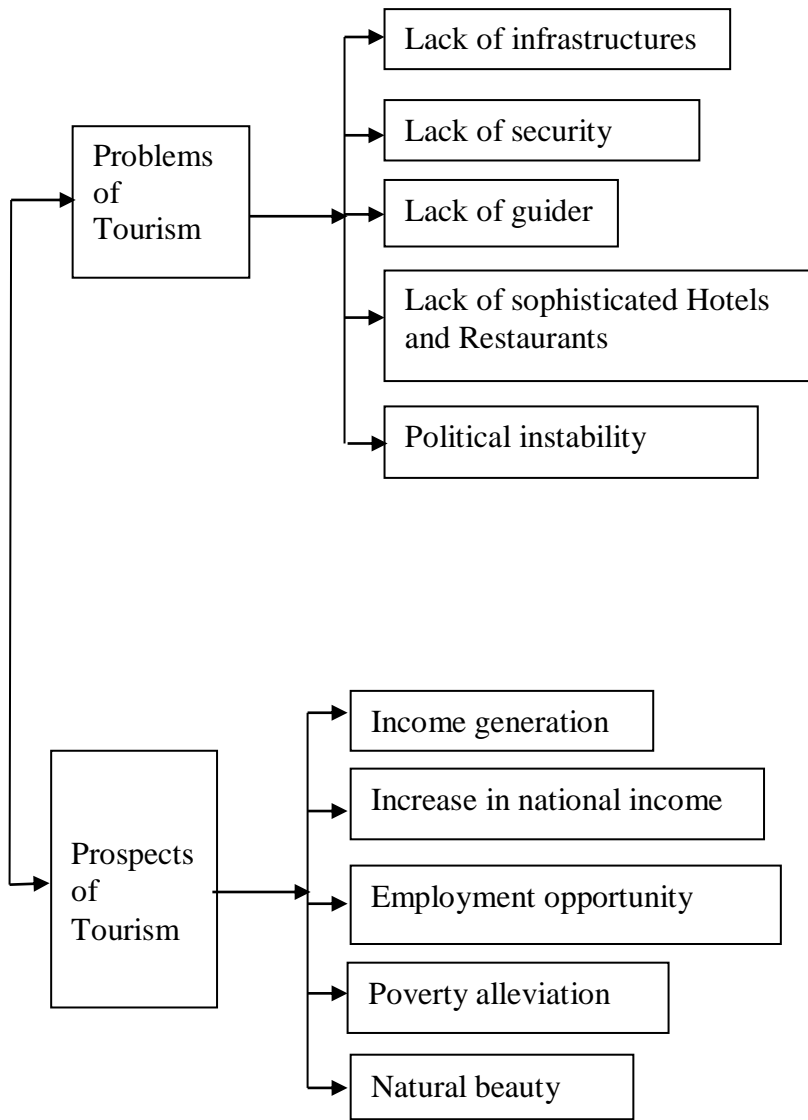 Problems
of
Tourism
Lack of infrastructures
Lack of security
Lack of guider
Lack of sophisticated Hotels
and Restaurants
Political instability
Prospects
of
Tourism
Income generation
Increase in national income
Employment opportunity
Poverty alleviation
Natural beauty